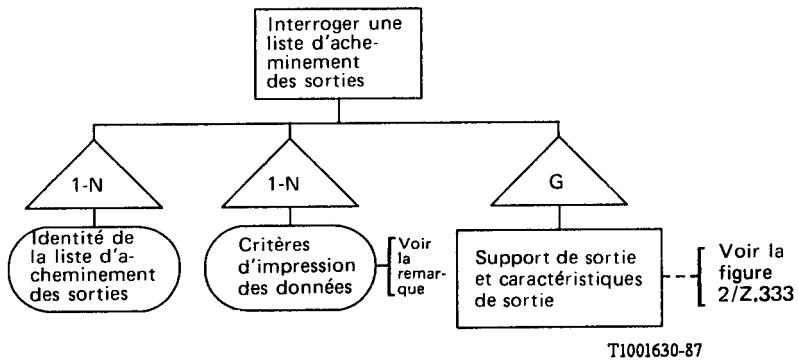 Interroger une
liste d'ache-
minement
des sorties
1-N
1-N
G
Identité de
la liste d'a-
cheminement
des sorties
Critères
d'impression
des données
Voir
la
remar-
que
Support de sortie
et caractéristiques
de sortie
Voir la
figure
2/Z.333
T1001630-87